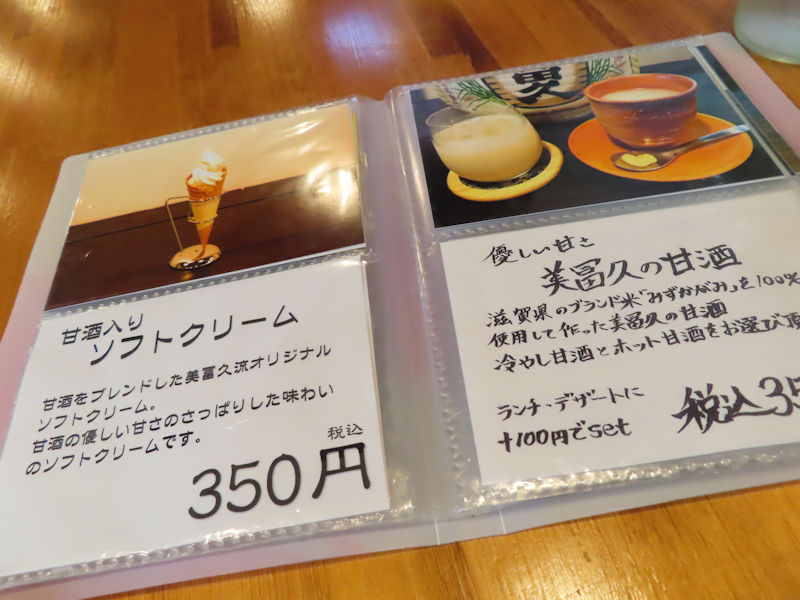 甘酒入り
ソフトクリーム
甘酒をブレンドした美冨久流オリジナル
ソフトクリーム。
甘酒の優しい甘さのさっぱりした味わい
のソフトクリームです。
税込
350円
優しい甘さ
美冨久の甘酒
滋賀県のブランド米「みずかがみ」を100%
使用して作った美冨久の甘酒
冷やし甘酒とホット甘酒をお選び頂
ランチ・デザートに
+100円でset
税込35